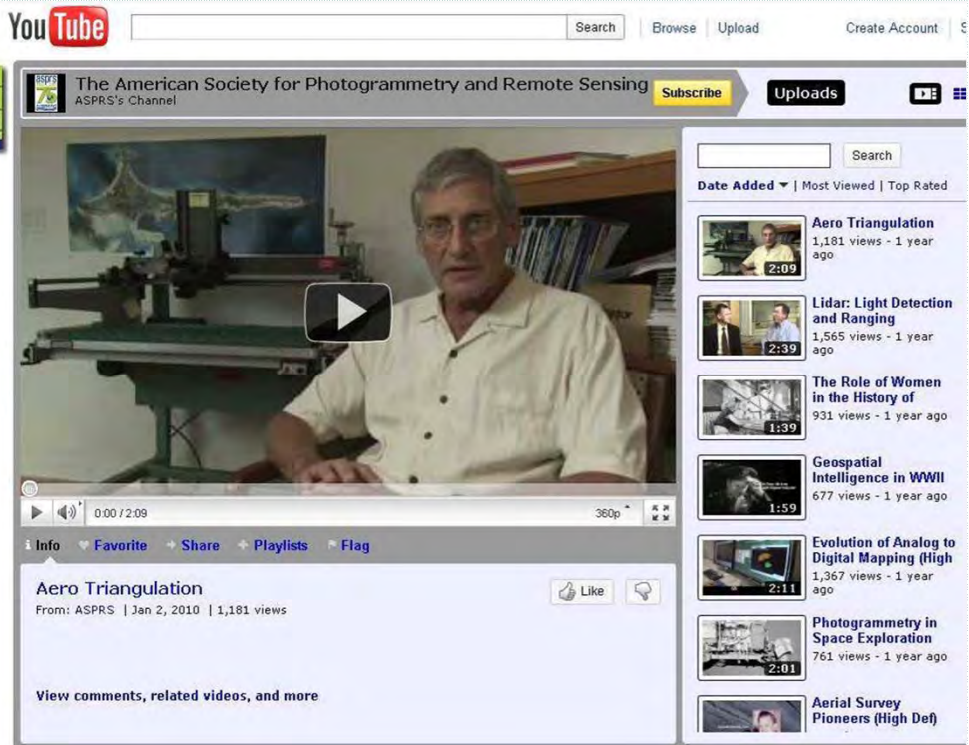 YouTube
Search
Browse
Upload
Create Account
S
asprs
75
The American Society for Photogrammetry and Remote Sensing
ASPRS's Channel
Subscribe
Uploads
0:00 / 2:09
360p
Info
Favorite
Share
Playlists
Flag
Aero Triangulation
From: ASPRS | Jan 2, 2010 | 1,181 views
Like
View comments, related videos, and more
Search
Date Added | Most Viewed | Top Rated
2:09
Aero Triangulation
1,181 views - 1 year
ago
2:39
Lidar: Light Detection
and Ranging
1,565 views - 1 year
ago
1:39
The Role of Women
in the History of
931 views - 1 year ago
1:59
Geospatial
Intelligence in WWII
677 views - 1 year ago
2:11
Evolution of Analog to
Digital Mapping (High
1,367 views - 1 year
ago
2:01
Photogrammetry in
Space Exploration
761 views - 1 year ago
Aerial Survey
Pioneers (High Def)